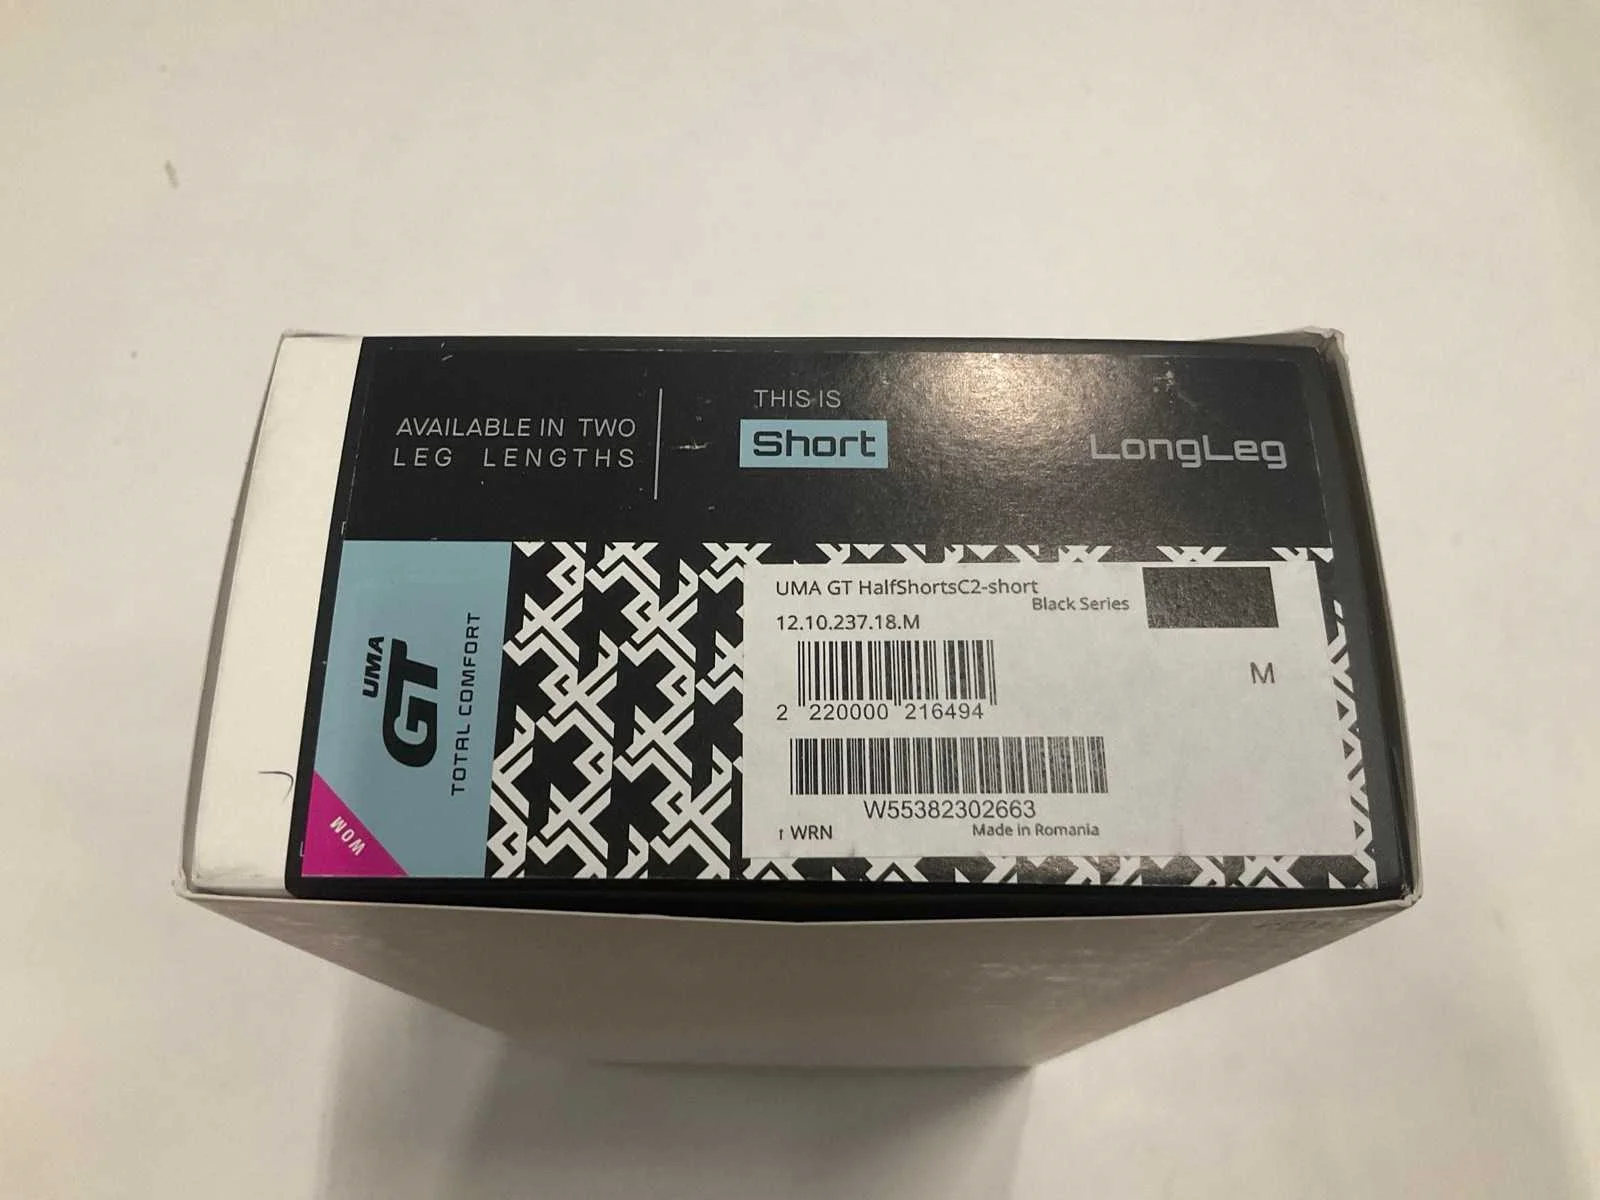 AVAILABLE IN TWO
LEG LENGTHS
THIS IS
Short
LongLeg
UMA
GT
TOTAL COMFORT
WOM
UMA GT HalfShortsC2-short
Black Series
12.10.237.18.M
M
2 220000 216494
W55382302663
WRN
Made in Romania